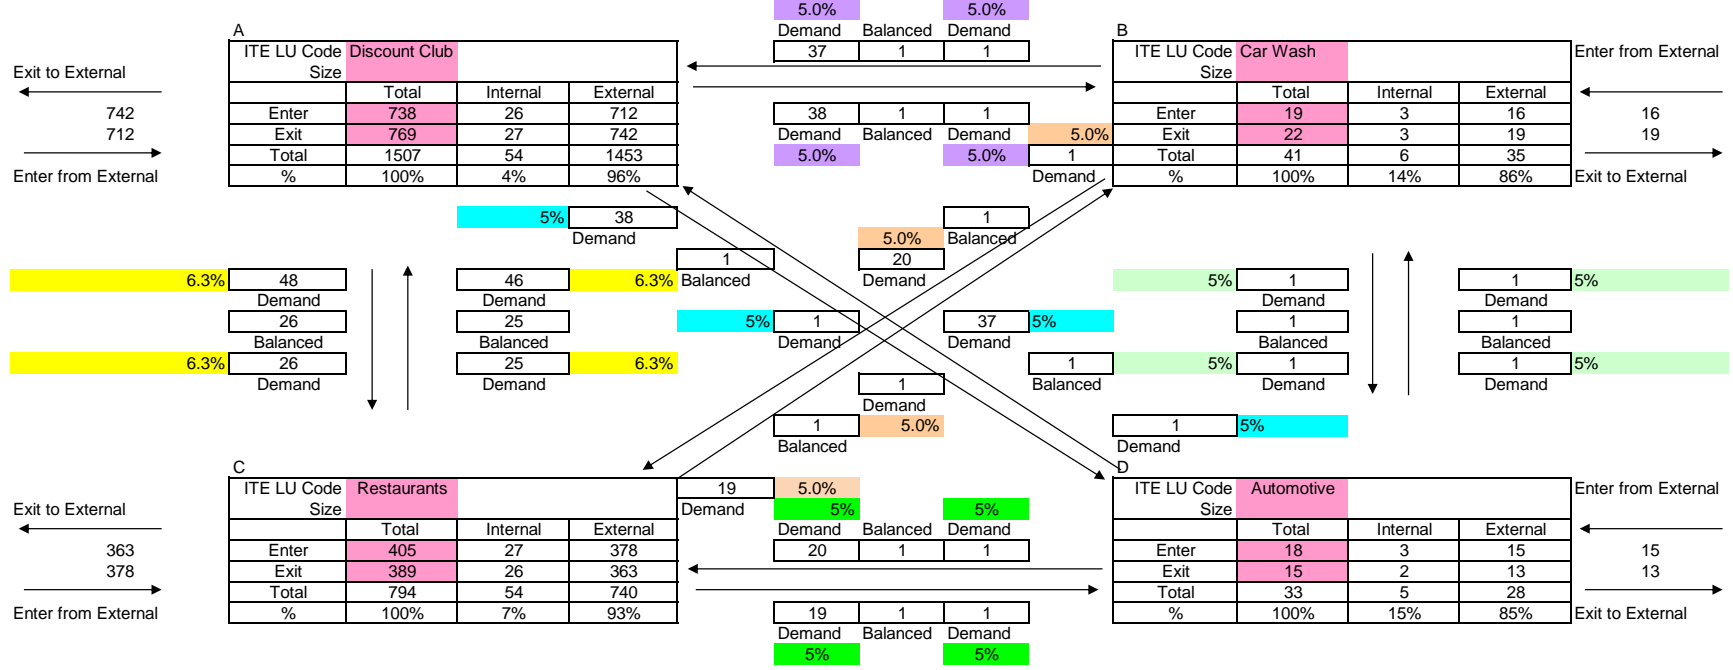 5.0% 5.0%
A Demand Balanced Demand B
ITE LU Code Discount Club 37 1 1 ITE LU Code Car Wash Enter from External
Exit to External Size Size
Total Internal External Total Internal External
742 Enter 738 26 712 38 1 1 Enter 19 3 16 16
712 Exit 769 27 742 Demand Balanced Demand 5.0% Exit 22 3 19 19
Total 1507 54 1453 5.0% 5.0% 1 Total 41 6 35
Enter from External % 100% 4% 96% Demand % 100% 14% 86% Exit to External
5% 38 1
Demand 5.0% Balanced
1 20
6.3% 48 46 6.3% Balanced Demand 5% 1 1 5%
Demand Demand Demand Demand
26 25 5% 1 37 5% 1 1
Balanced Balanced Demand Demand Balanced Balanced
6.3% 26 25 6.3% 1 5% 1 1 5%
Demand Demand 1 Balanced Demand Demand
Demand
1 5.0% 1 5%
Balanced Demand
C D
ITE LU Code Restaurants 19 5.0% ITE LU Code Automotive Enter from External
Exit to External Size Demand 5% 5% Size
Total Internal External Demand Balanced Demand Total Internal External
363 Enter 405 27 378 20 1 1 Enter 18 3 15 15
378 Exit 389 26 363 Exit 15 2 13 13
Total 794 54 740 Total 33 5 28
Enter from External % 100% 7% 93% 19 1 1 % 100% 15% 85% Exit to External
Demand Balanced Demand
5% 5%